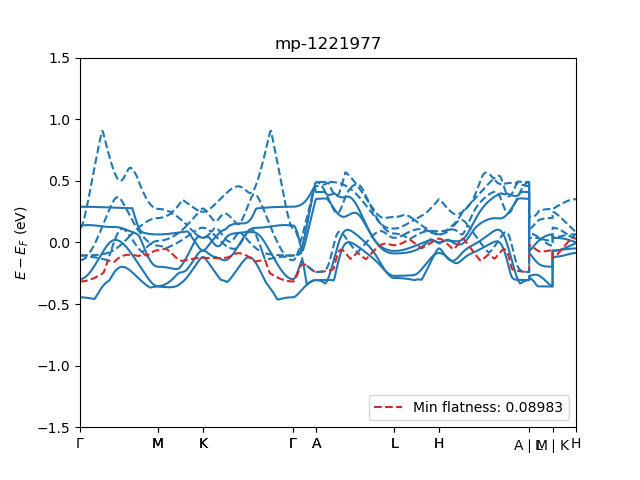 mp-1221977
1.5
1.0
0.5
0.0
−0.5
−1.0
−1.5
E − E_F (eV)
Γ M K Γ A L H A | L M | K H
Min flatness: 0.08983